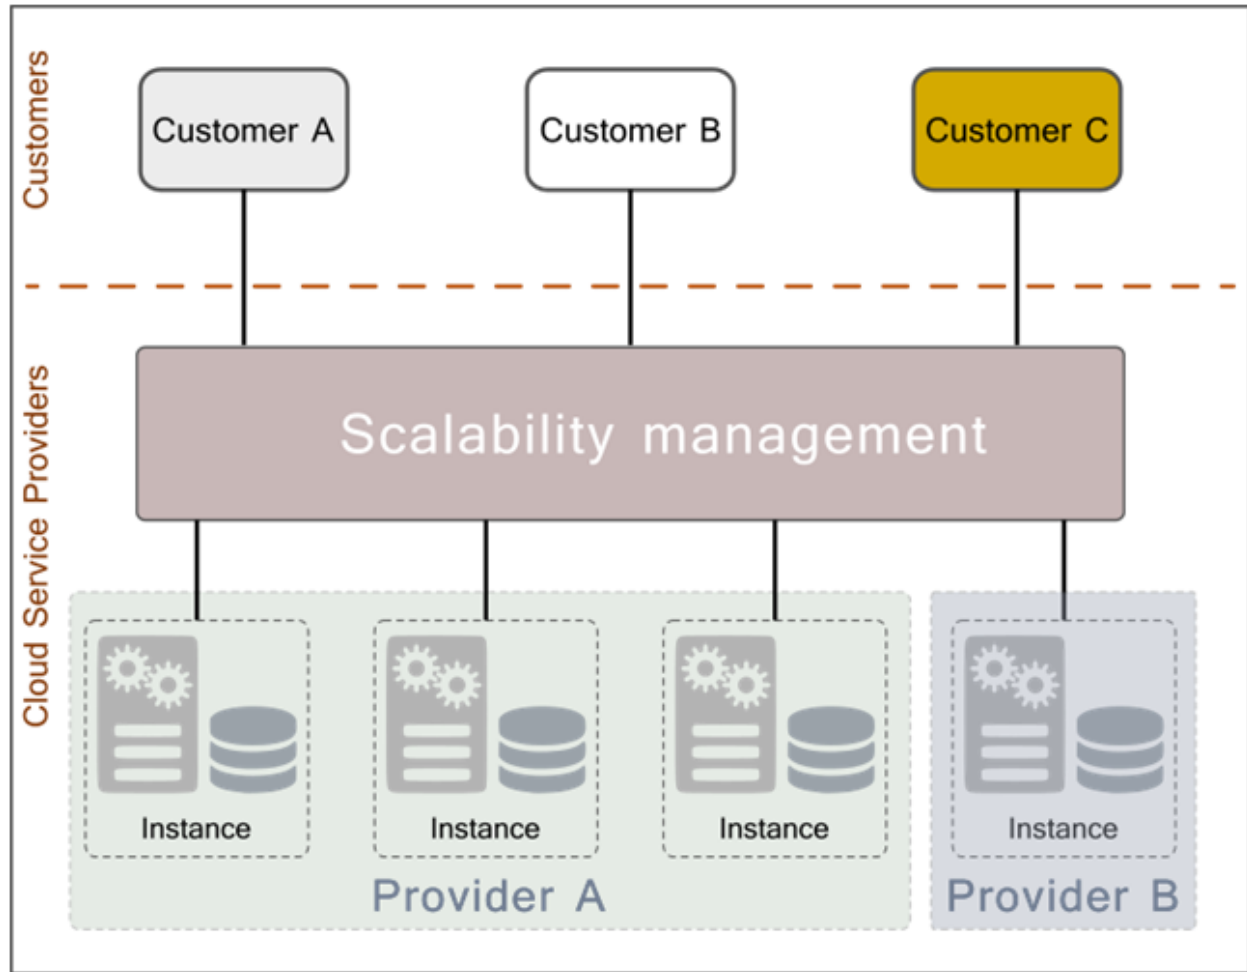 Customers
Customer A
Customer B
Customer C
Cloud Service Providers
Scalability management
Instance
Instance
Instance
Instance
Provider A
Provider B